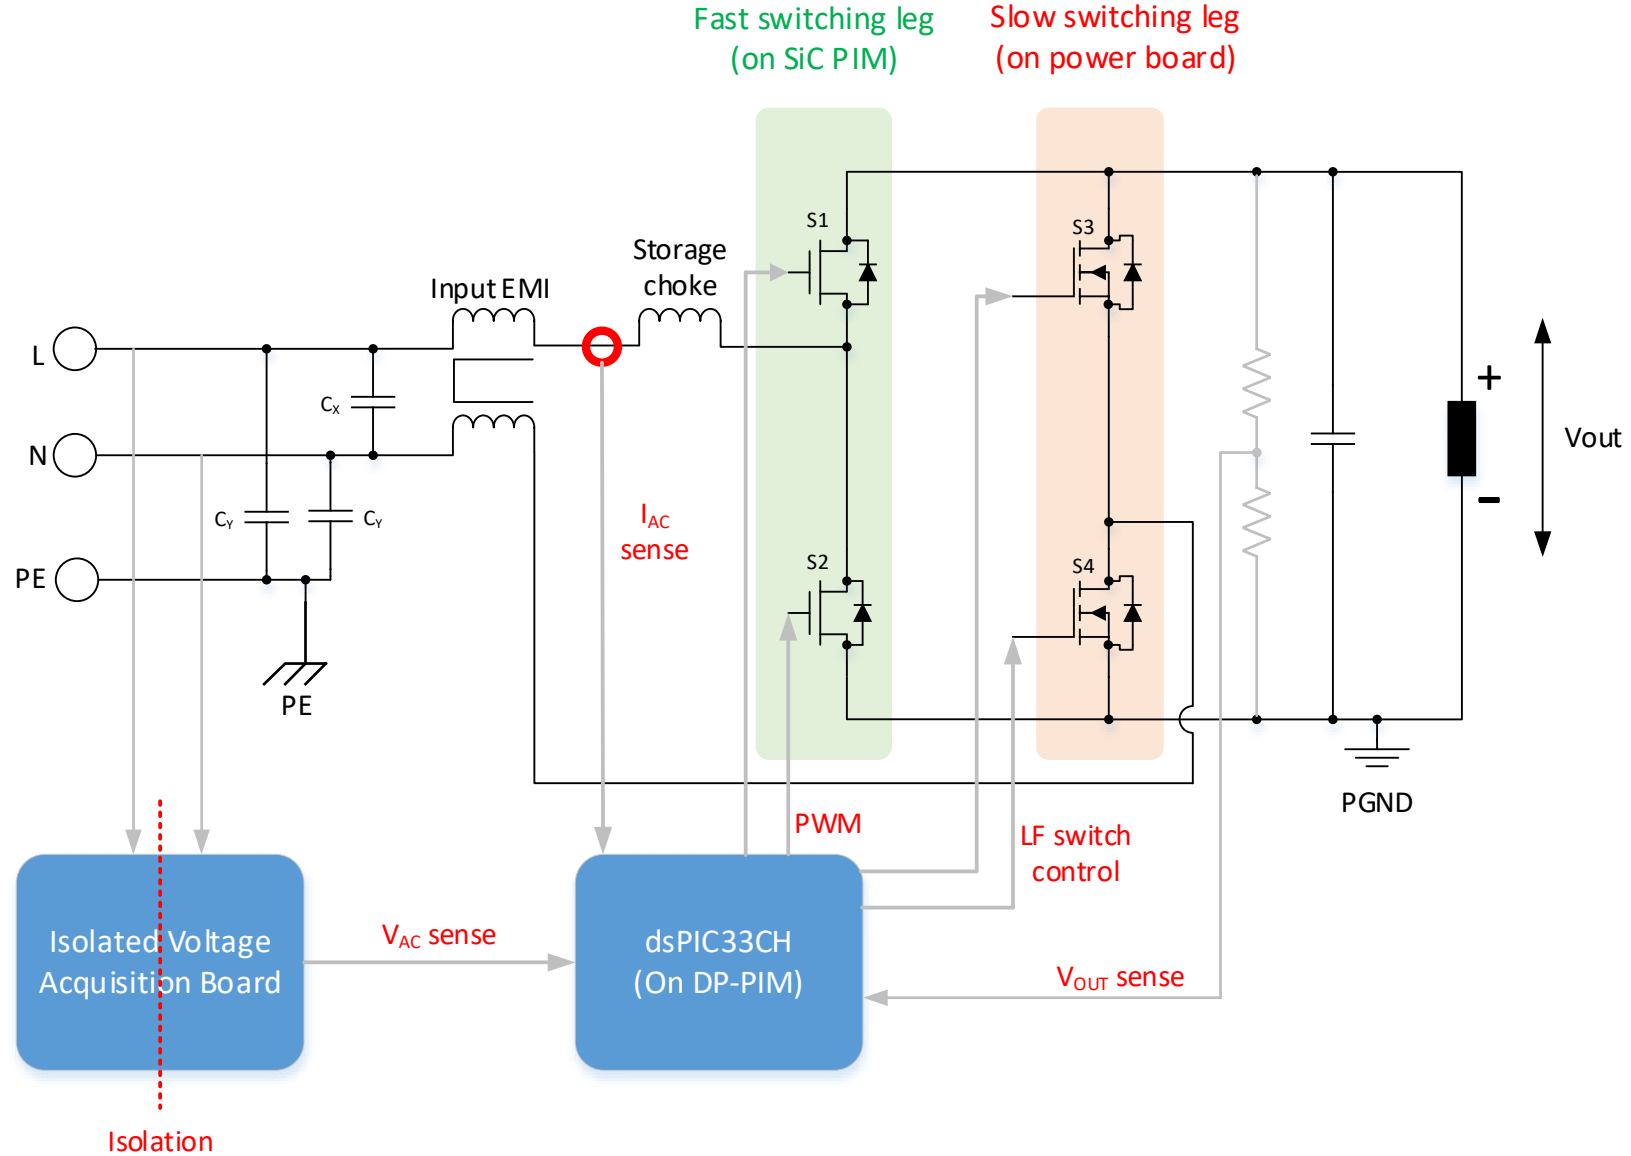 Fast switching leg
(on SiC PIM)
Slow switching leg
(on power board)
S1
S3
Storage
choke
Input EMI
L
CX
+
Vout
N
−
IAC
sense
CY
CY
S2
S4
PE
PE
PGND
PWM
LF switch
control
Isolated Voltage
Acquisition Board
VAC sense
dsPIC33CH
(On DP-PIM)
VOUT sense
Isolation